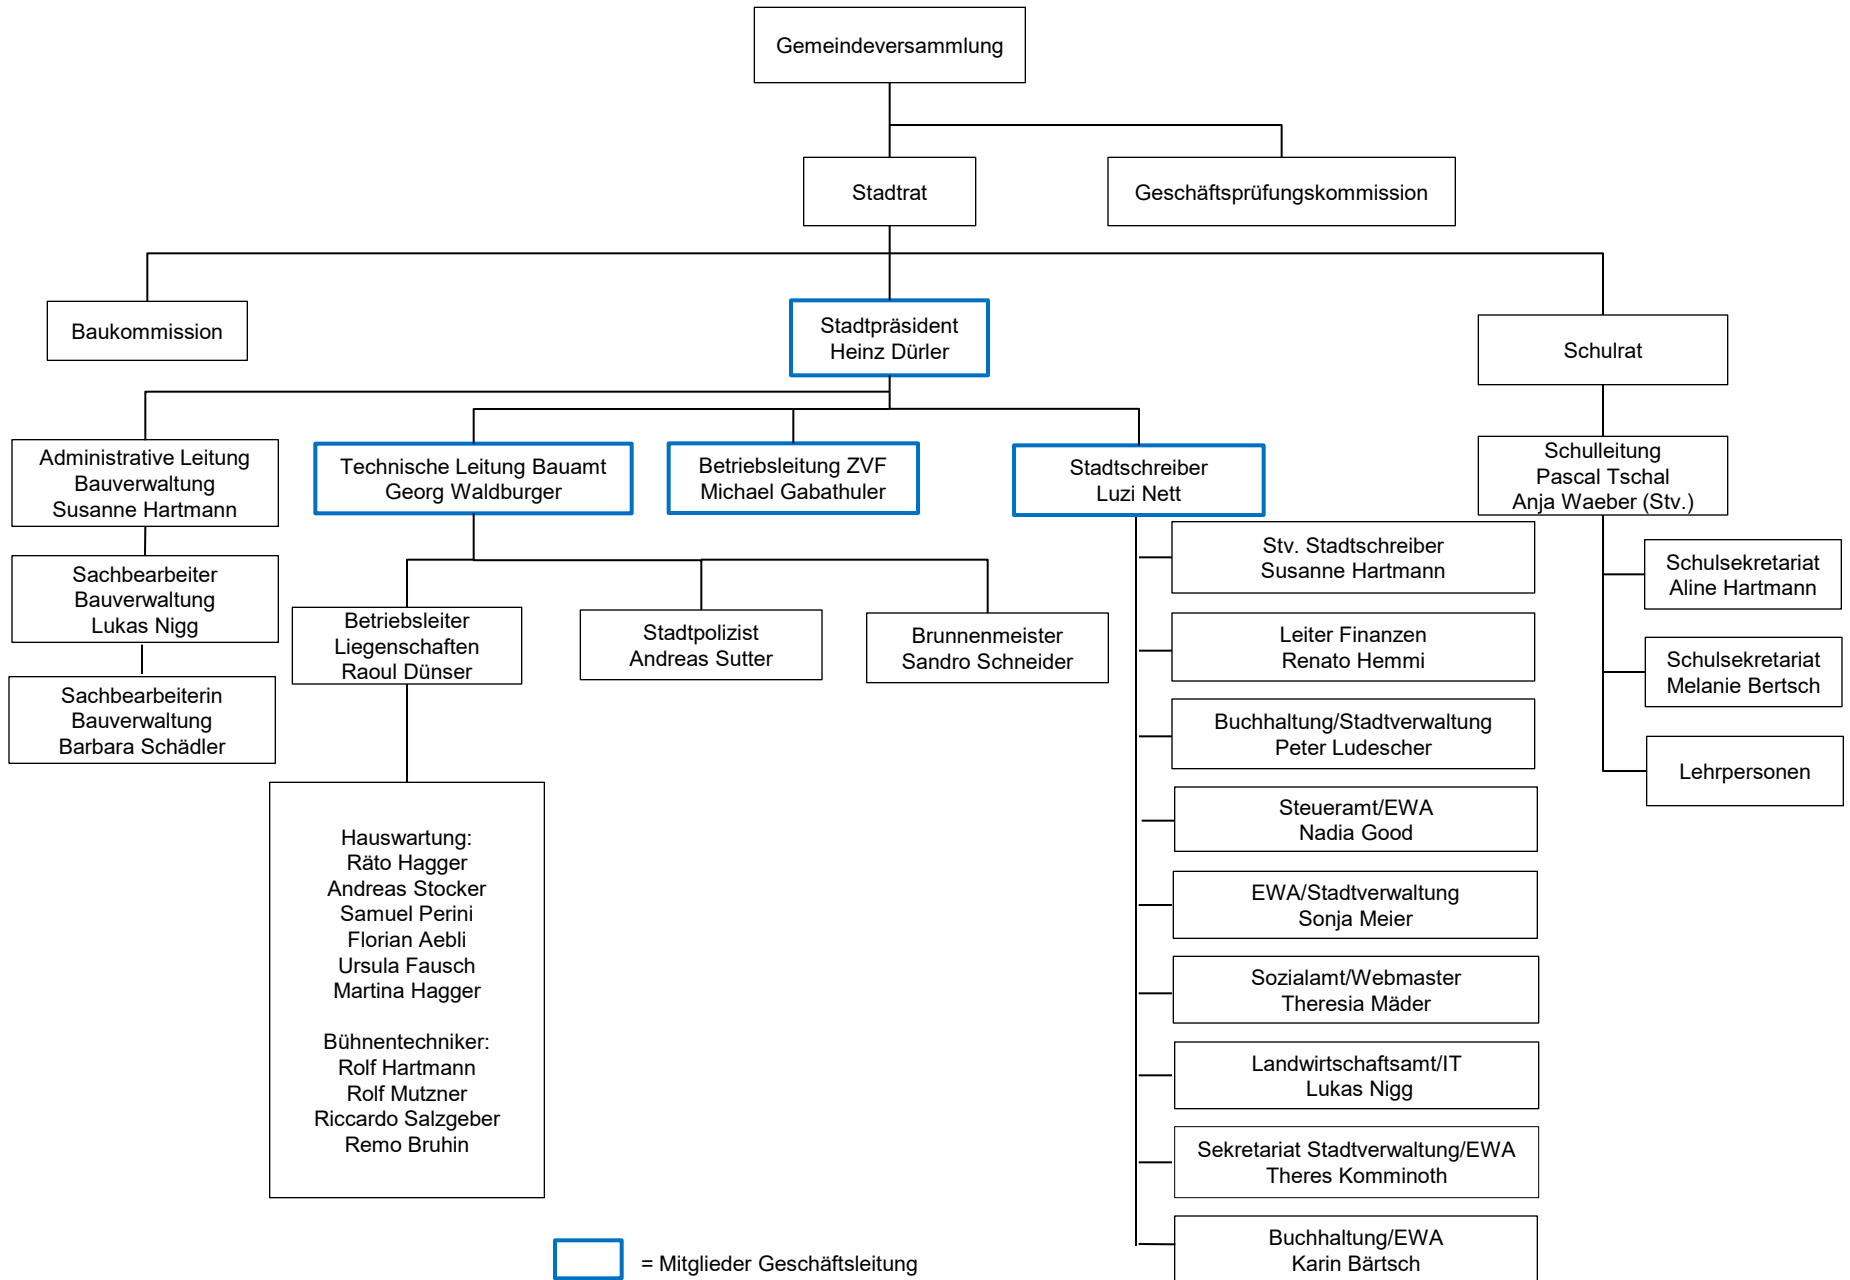 Gemeindeversammlung
Stadtrat
Geschäftsprüfungskommission
Baukommission
Stadtpräsident
Heinz Dürler
Schulrat
Administrative Leitung
Bauverwaltung
Susanne Hartmann
Technische Leitung Bauamt
Georg Waldburger
Betriebsleitung ZVF
Michael Gabathuler
Stadtschreiber
Luzi Nett
Schulleitung
Pascal Tschal
Anja Waeber (Stv.)
Sachbearbeiter
Bauverwaltung
Lukas Nigg
Sachbearbeiterin
Bauverwaltung
Barbara Schädler
Betriebsleiter
Liegenschaften
Raoul Dünser
Stadtpolizist
Andreas Sutter
Brunnenmeister
Sandro Schneider
Hauswartung:
Räto Hagger
Andreas Stocker
Samuel Perini
Florian Aebli
Ursula Fausch
Martina Hagger
Bühnentechniker:
Rolf Hartmann
Rolf Mutzner
Riccardo Salzgeber
Remo Bruhin
Stv. Stadtschreiber
Susanne Hartmann
Leiter Finanzen
Renato Hemmi
Buchhaltung/Stadtverwaltung
Peter Ludescher
Steueramt/EWA
Nadia Good
EWA/Stadtverwaltung
Sonja Meier
Sozialamt/Webmaster
Theresia Mäder
Landwirtschaftsamt/IT
Lukas Nigg
Sekretariat Stadtverwaltung/EWA
Theres Komminoth
Buchhaltung/EWA
Karin Bärtsch
Schulsekretariat
Aline Hartmann
Schulsekretariat
Melanie Bertsch
Lehrpersonen
= Mitglieder Geschäftsleitung